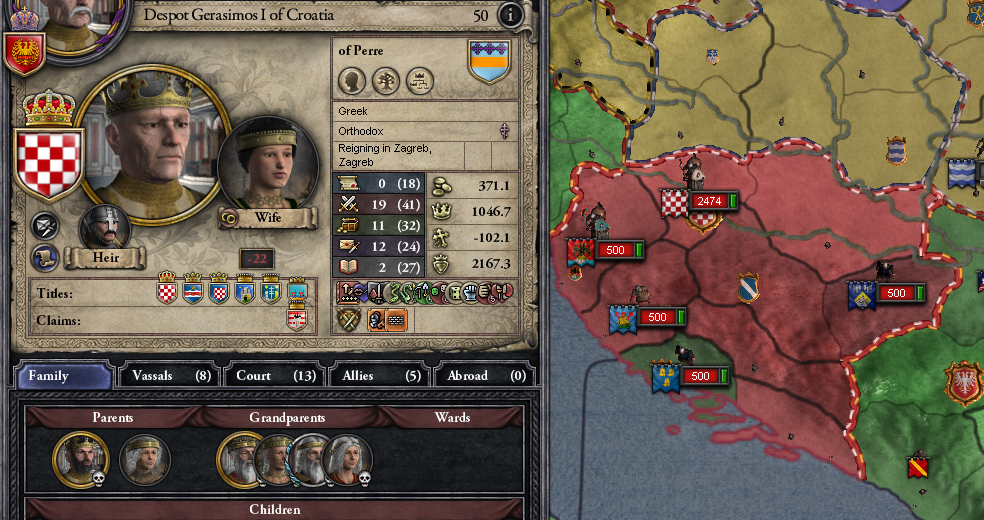 Despot Gerasimos I of Croatia 50
of Perre
Greek
Orthodox
Reigning in Zagreb,
Zagreb
0 (18)
19 (41)
11 (32)
12 (24)
2 (27)
371.1
1046.7
-102.1
2167.3
Wife
Heir
-22
Titles:
Claims:
Family
Vassals (8)
Court (13)
Allies (5)
Abroad (0)
Parents
Grandparents
Wards
Children
2474
500
500
500
500